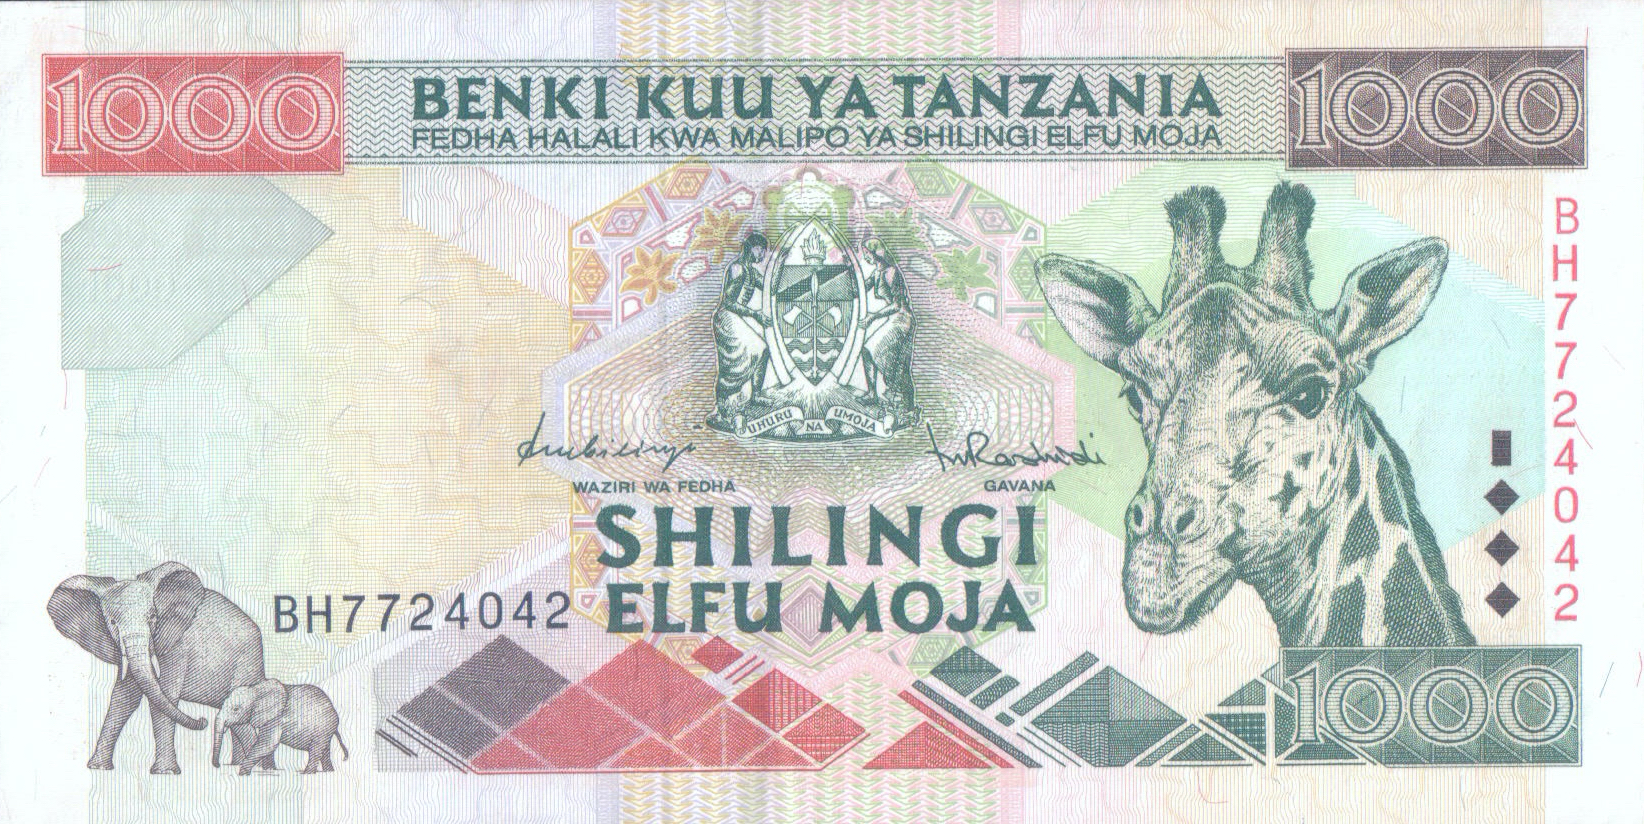 1000
BENKI KUU YA TANZANIA
1000
FEDHA HALALI KWA MALIPO YA SHILINGI ELFU MOJA
BH7724042
UHURU NA UMOJA
WAZIRI WA FEDHA
GAVANA
SHILINGI
ELFU MOJA
BH7724042
1000